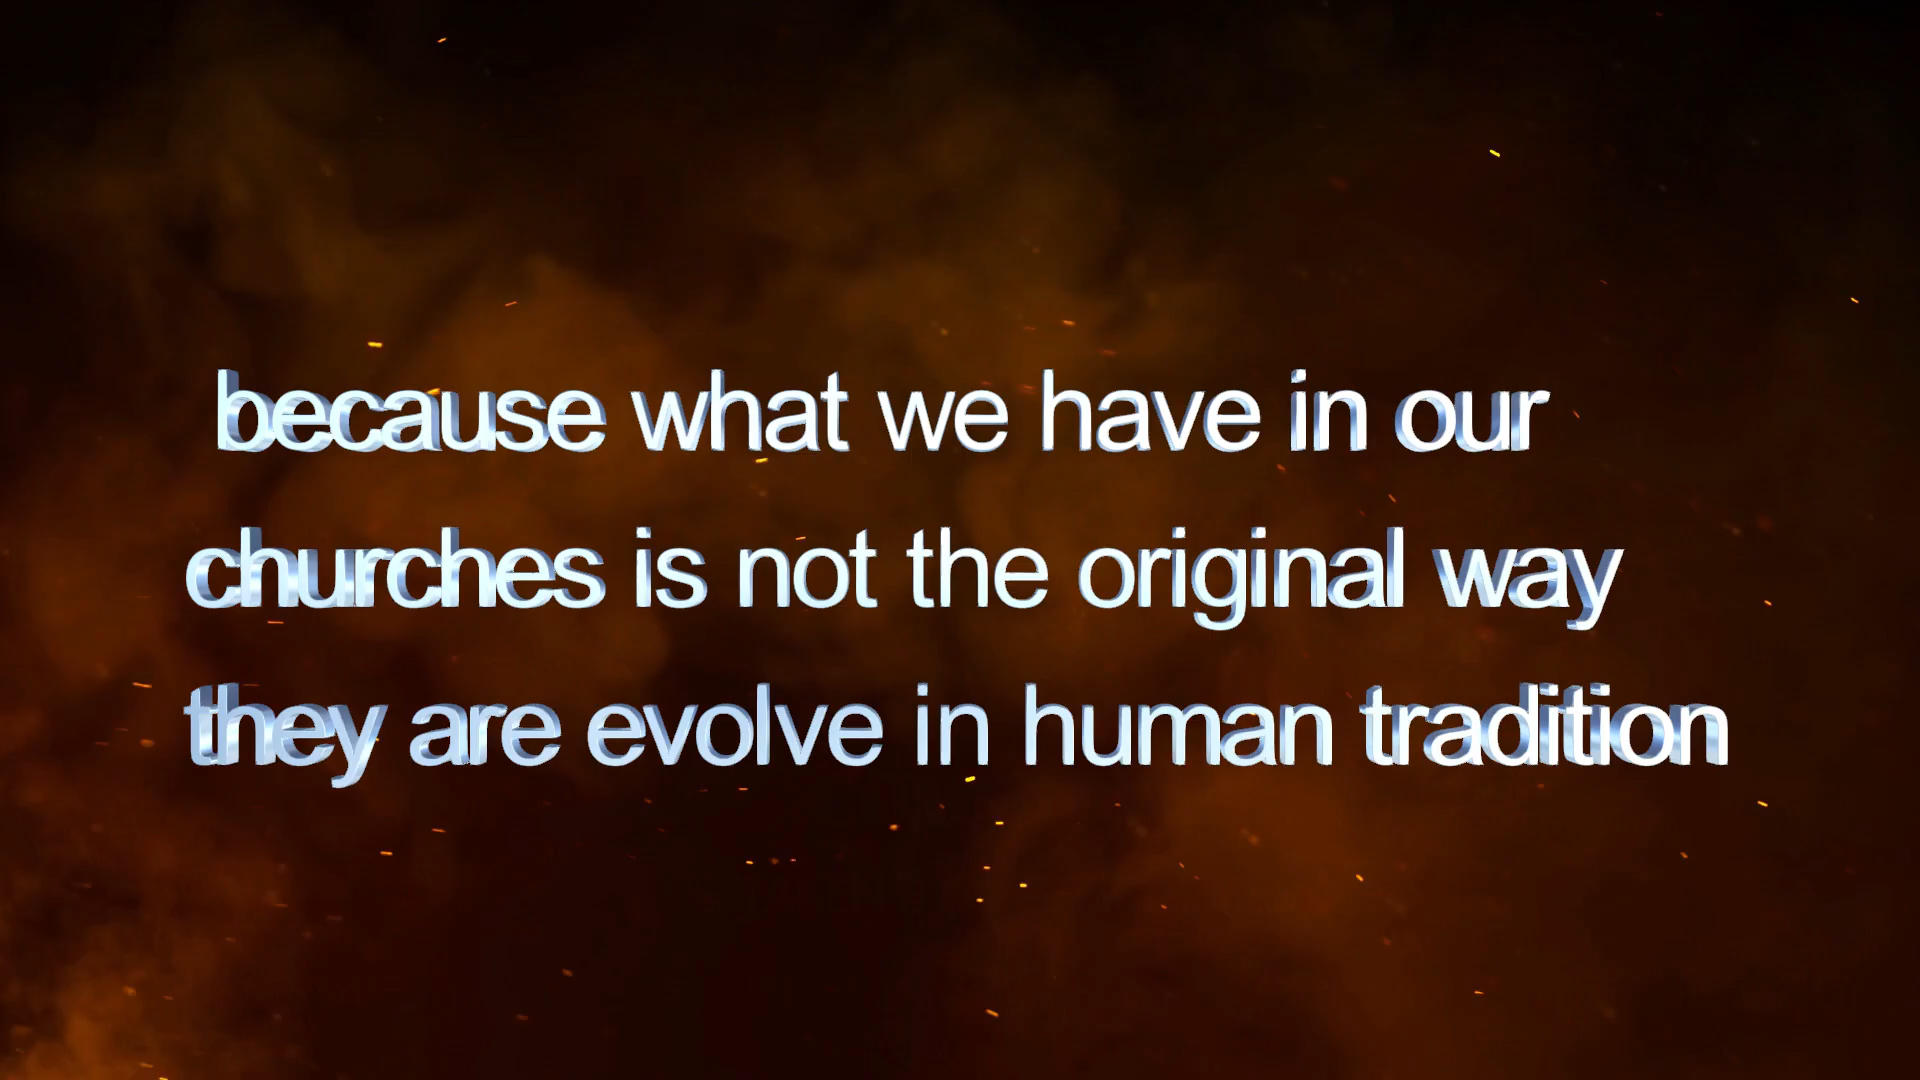 because what we have in our
churches is not the original way
they are evolve in human tradition